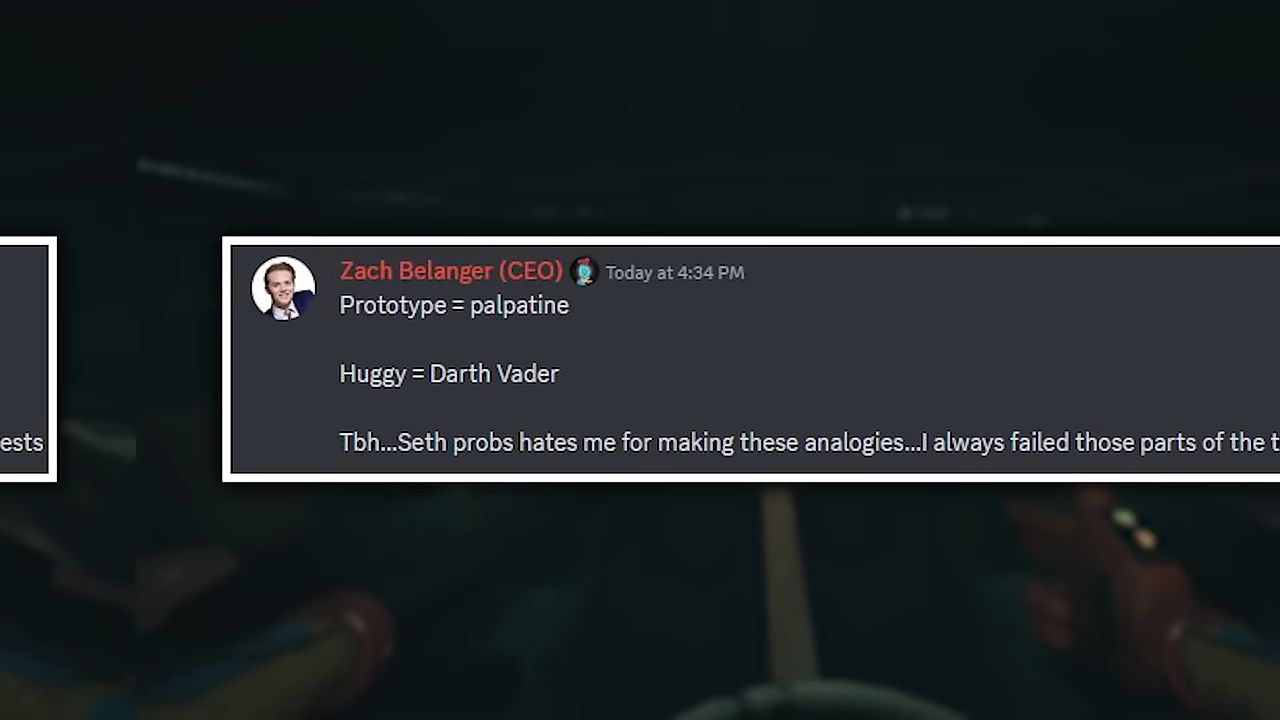 ests
Zach Belanger (CEO) Today at 4:34 PM
Prototype = palpatine
Huggy = Darth Vader
Tbh...Seth probs hates me for making these analogies...I always failed those parts of the t